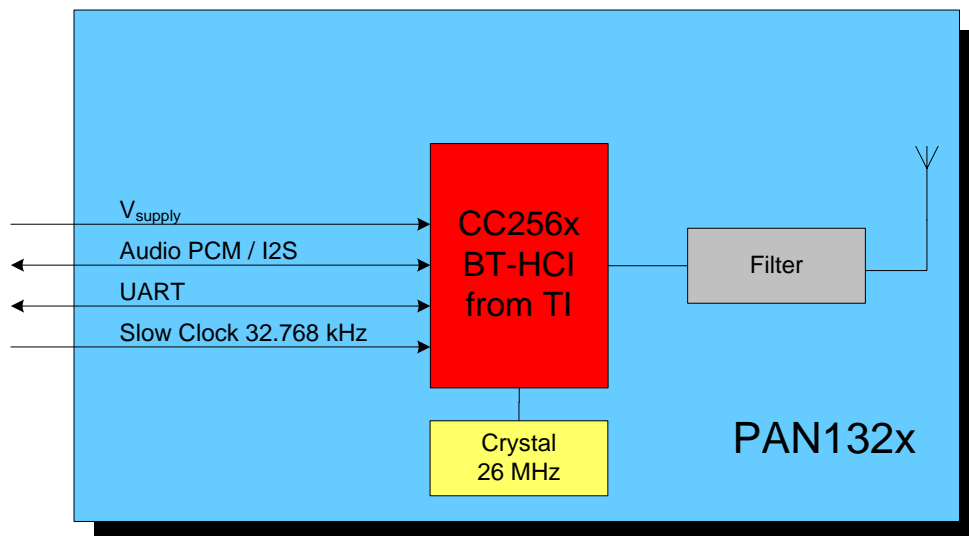 V_supply
Audio PCM / I2S
UART
Slow Clock 32.768 kHz
CC256x
BT-HCI
from TI
Filter
Crystal
26 MHz
PAN132x